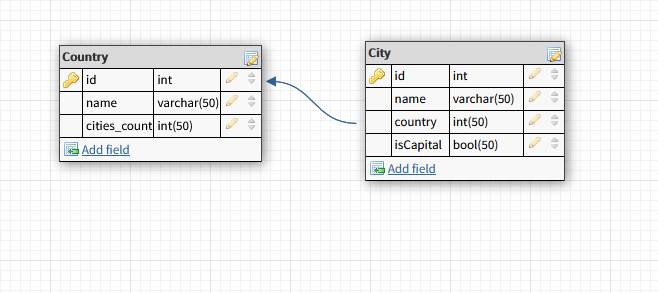 Country
id int
name varchar(50)
cities_count int(50)
Add field
City
id int
name varchar(50)
country int(50)
isCapital bool(50)
Add field